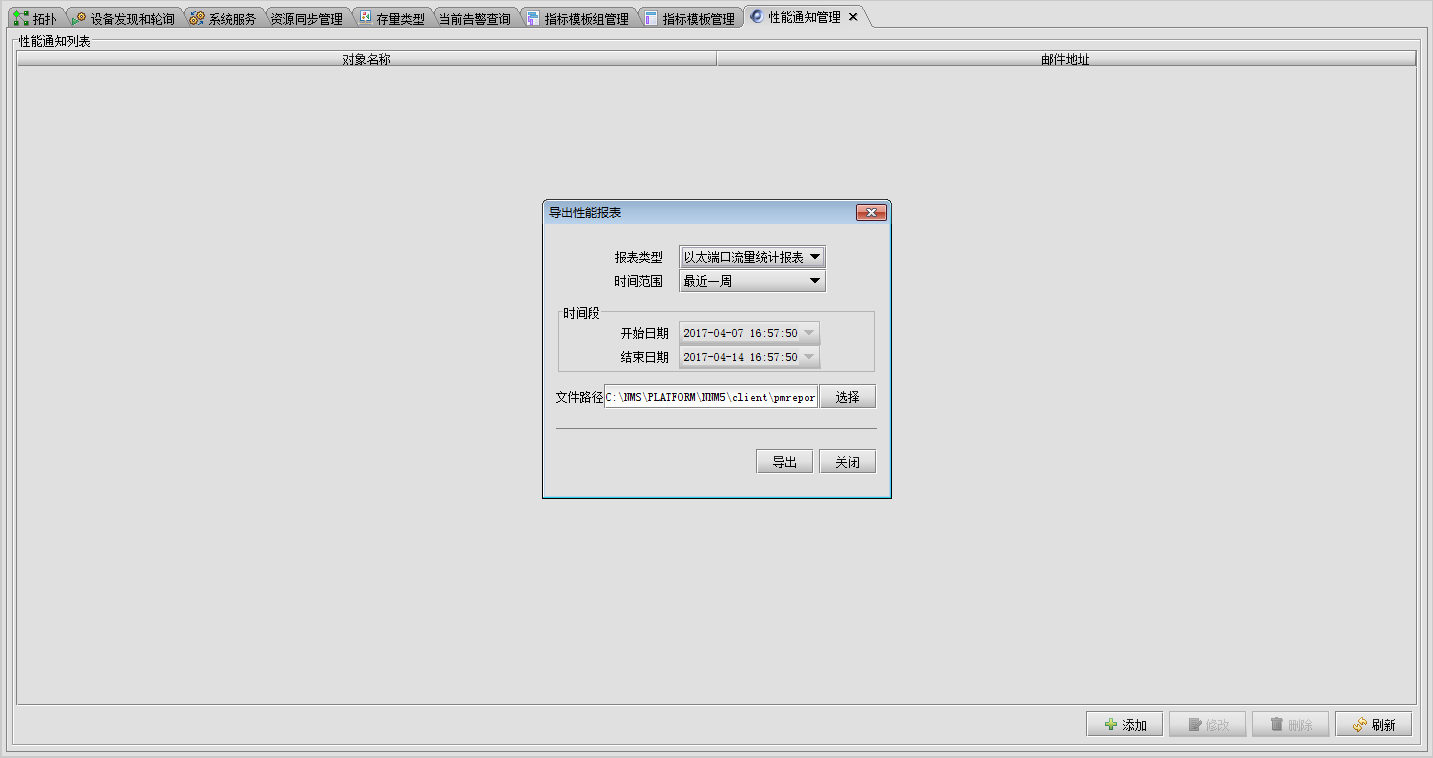 拓扑 设备发现和轮询 系统服务 资源同步管理 存量类型 当前告警查询 指标模板组管理 指标模板管理 性能通知管理
性能通知列表
对象名称 邮件地址
导出性能报表
报表类型 以太端口流量统计报表
时间范围 最近一周
时间段
开始日期 2017-04-07 16:57:50
结束日期 2017-04-14 16:57:50
文件路径 C:\NMS\PLATFORM\NNM5\client\pmrepor 选择
导出 关闭
添加 修改 删除 刷新